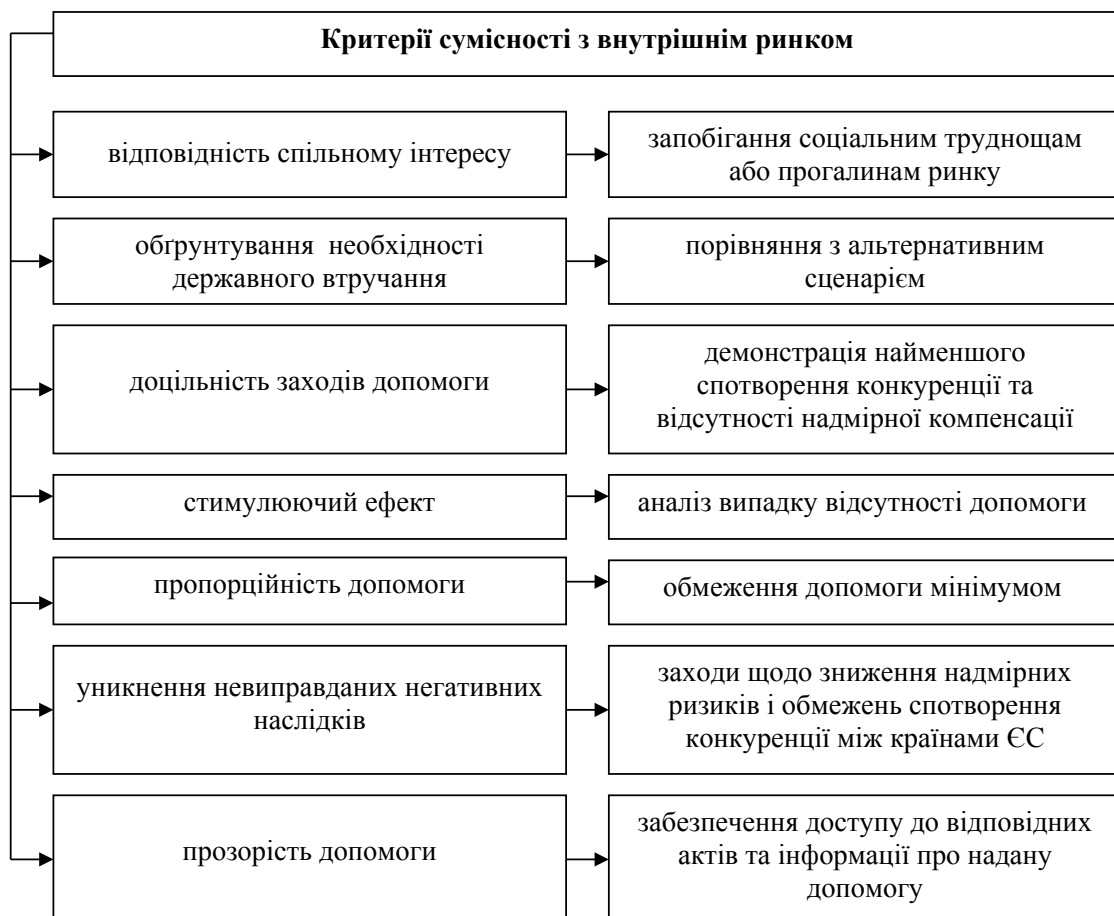 Критерії сумісності з внутрішнім ринком
відповідність спільному інтересу
запобігання соціальним труднощам
або прогалинам ринку
обґрунтування необхідності
державного втручання
порівняння з альтернативним
сценарієм
доцільність заходів допомоги
демонстрація найменшого
спотворення конкуренції та
відсутності надмірної компенсації
стимулюючий ефект
аналіз випадку відсутності допомоги
пропорційність допомоги
обмеження допомоги мінімумом
уникнення невиправданих негативних
наслідків
заходи щодо зниження надмірних
ризиків і обмежень спотворення
конкуренції між країнами ЄС
прозорість допомоги
забезпечення доступу до відповідних
актів та інформації про надану
допомогу